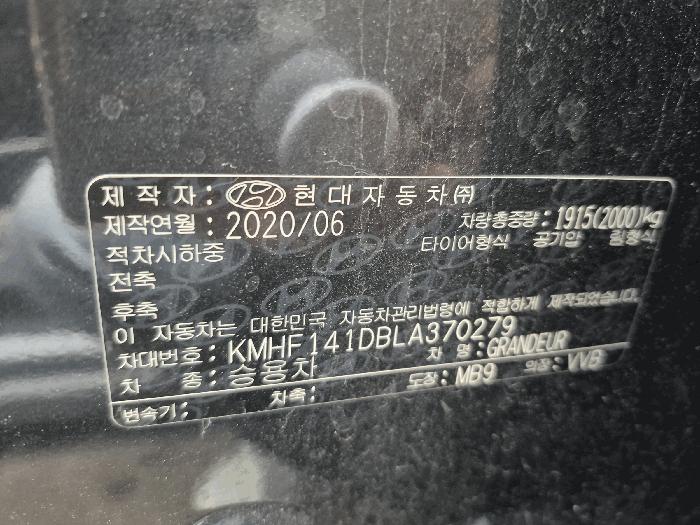 제 작 자 : 현 대 자 동 차 ㈜
제작연월 : 2020/06 차량총중량 : 1915(2000)kg
적차시하중 타이어형식 공기압 림형식
전축
후축
이 자동차는 대한민국 자동차관리법령에 적합하게 제작되었습니다.
차대번호 : KMHF141DBLA370279
차 종 : 승용차 차 명 : GRANDEUR
변속기 : 차축 : 도장 : MB9 의장 : VVB